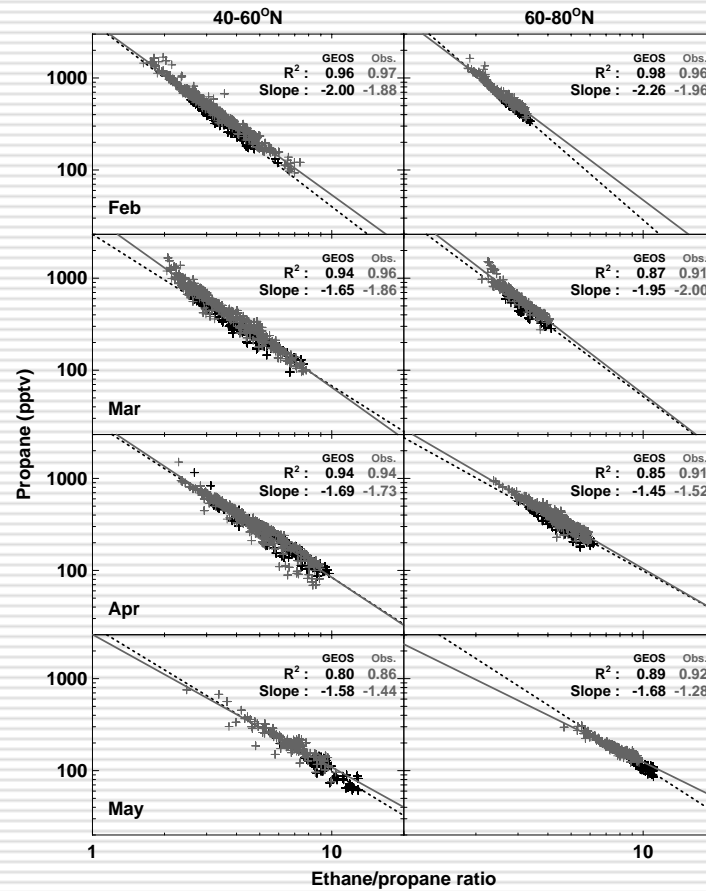 40-60°N 60-80°N
GEOS Obs. GEOS Obs.
R² : 0.96 0.97 R² : 0.98 0.96
Slope : -2.00 -1.88 Slope : -2.26 -1.96
1000
100
Feb
GEOS Obs. GEOS Obs.
R² : 0.94 0.96 R² : 0.87 0.91
Slope : -1.65 -1.86 Slope : -1.95 -2.00
1000
100
Mar
Propane (pptv)
GEOS Obs. GEOS Obs.
R² : 0.94 0.94 R² : 0.85 0.91
Slope : -1.69 -1.73 Slope : -1.45 -1.52
1000
100
Apr
GEOS Obs. GEOS Obs.
R² : 0.80 0.86 R² : 0.89 0.92
Slope : -1.58 -1.44 Slope : -1.68 -1.28
1000
100
May
1 10 10
Ethane/propane ratio